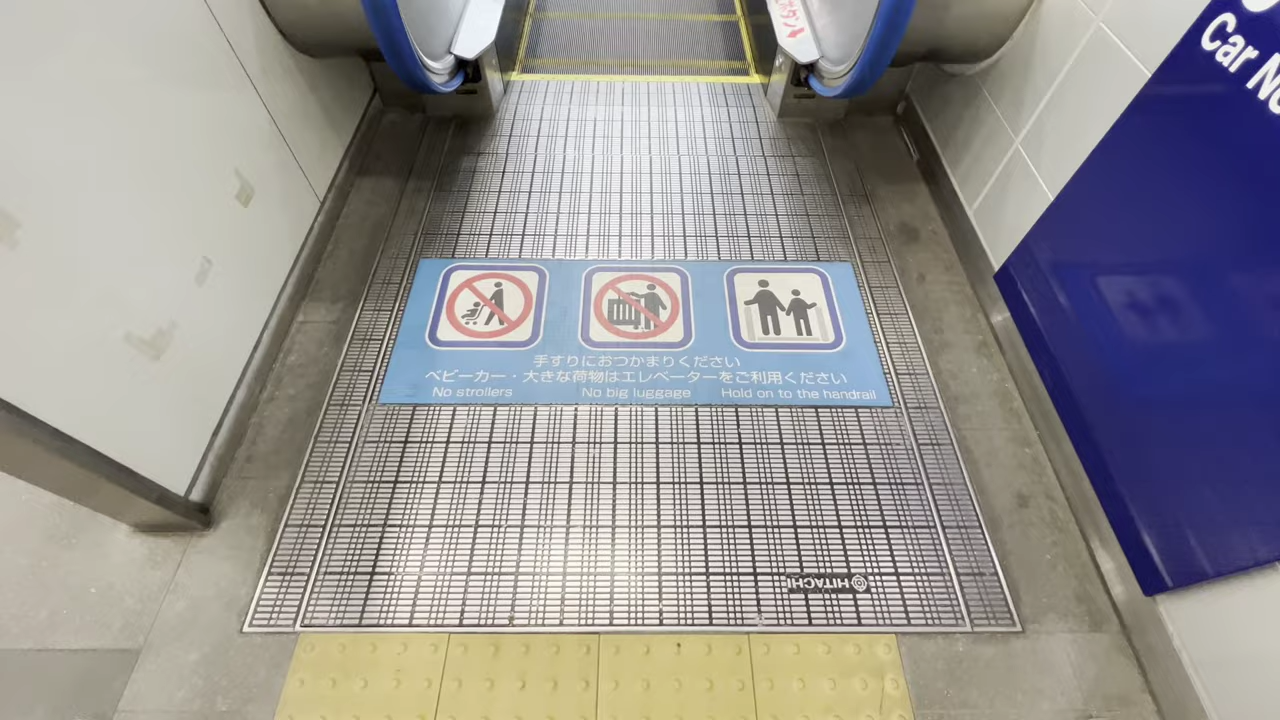 Car
手すりにおつかまりください
ベビーカー・大きな荷物はエレベーターをご利用ください
No strollers
No big luggage
Hold on to the handrail
HITACHI